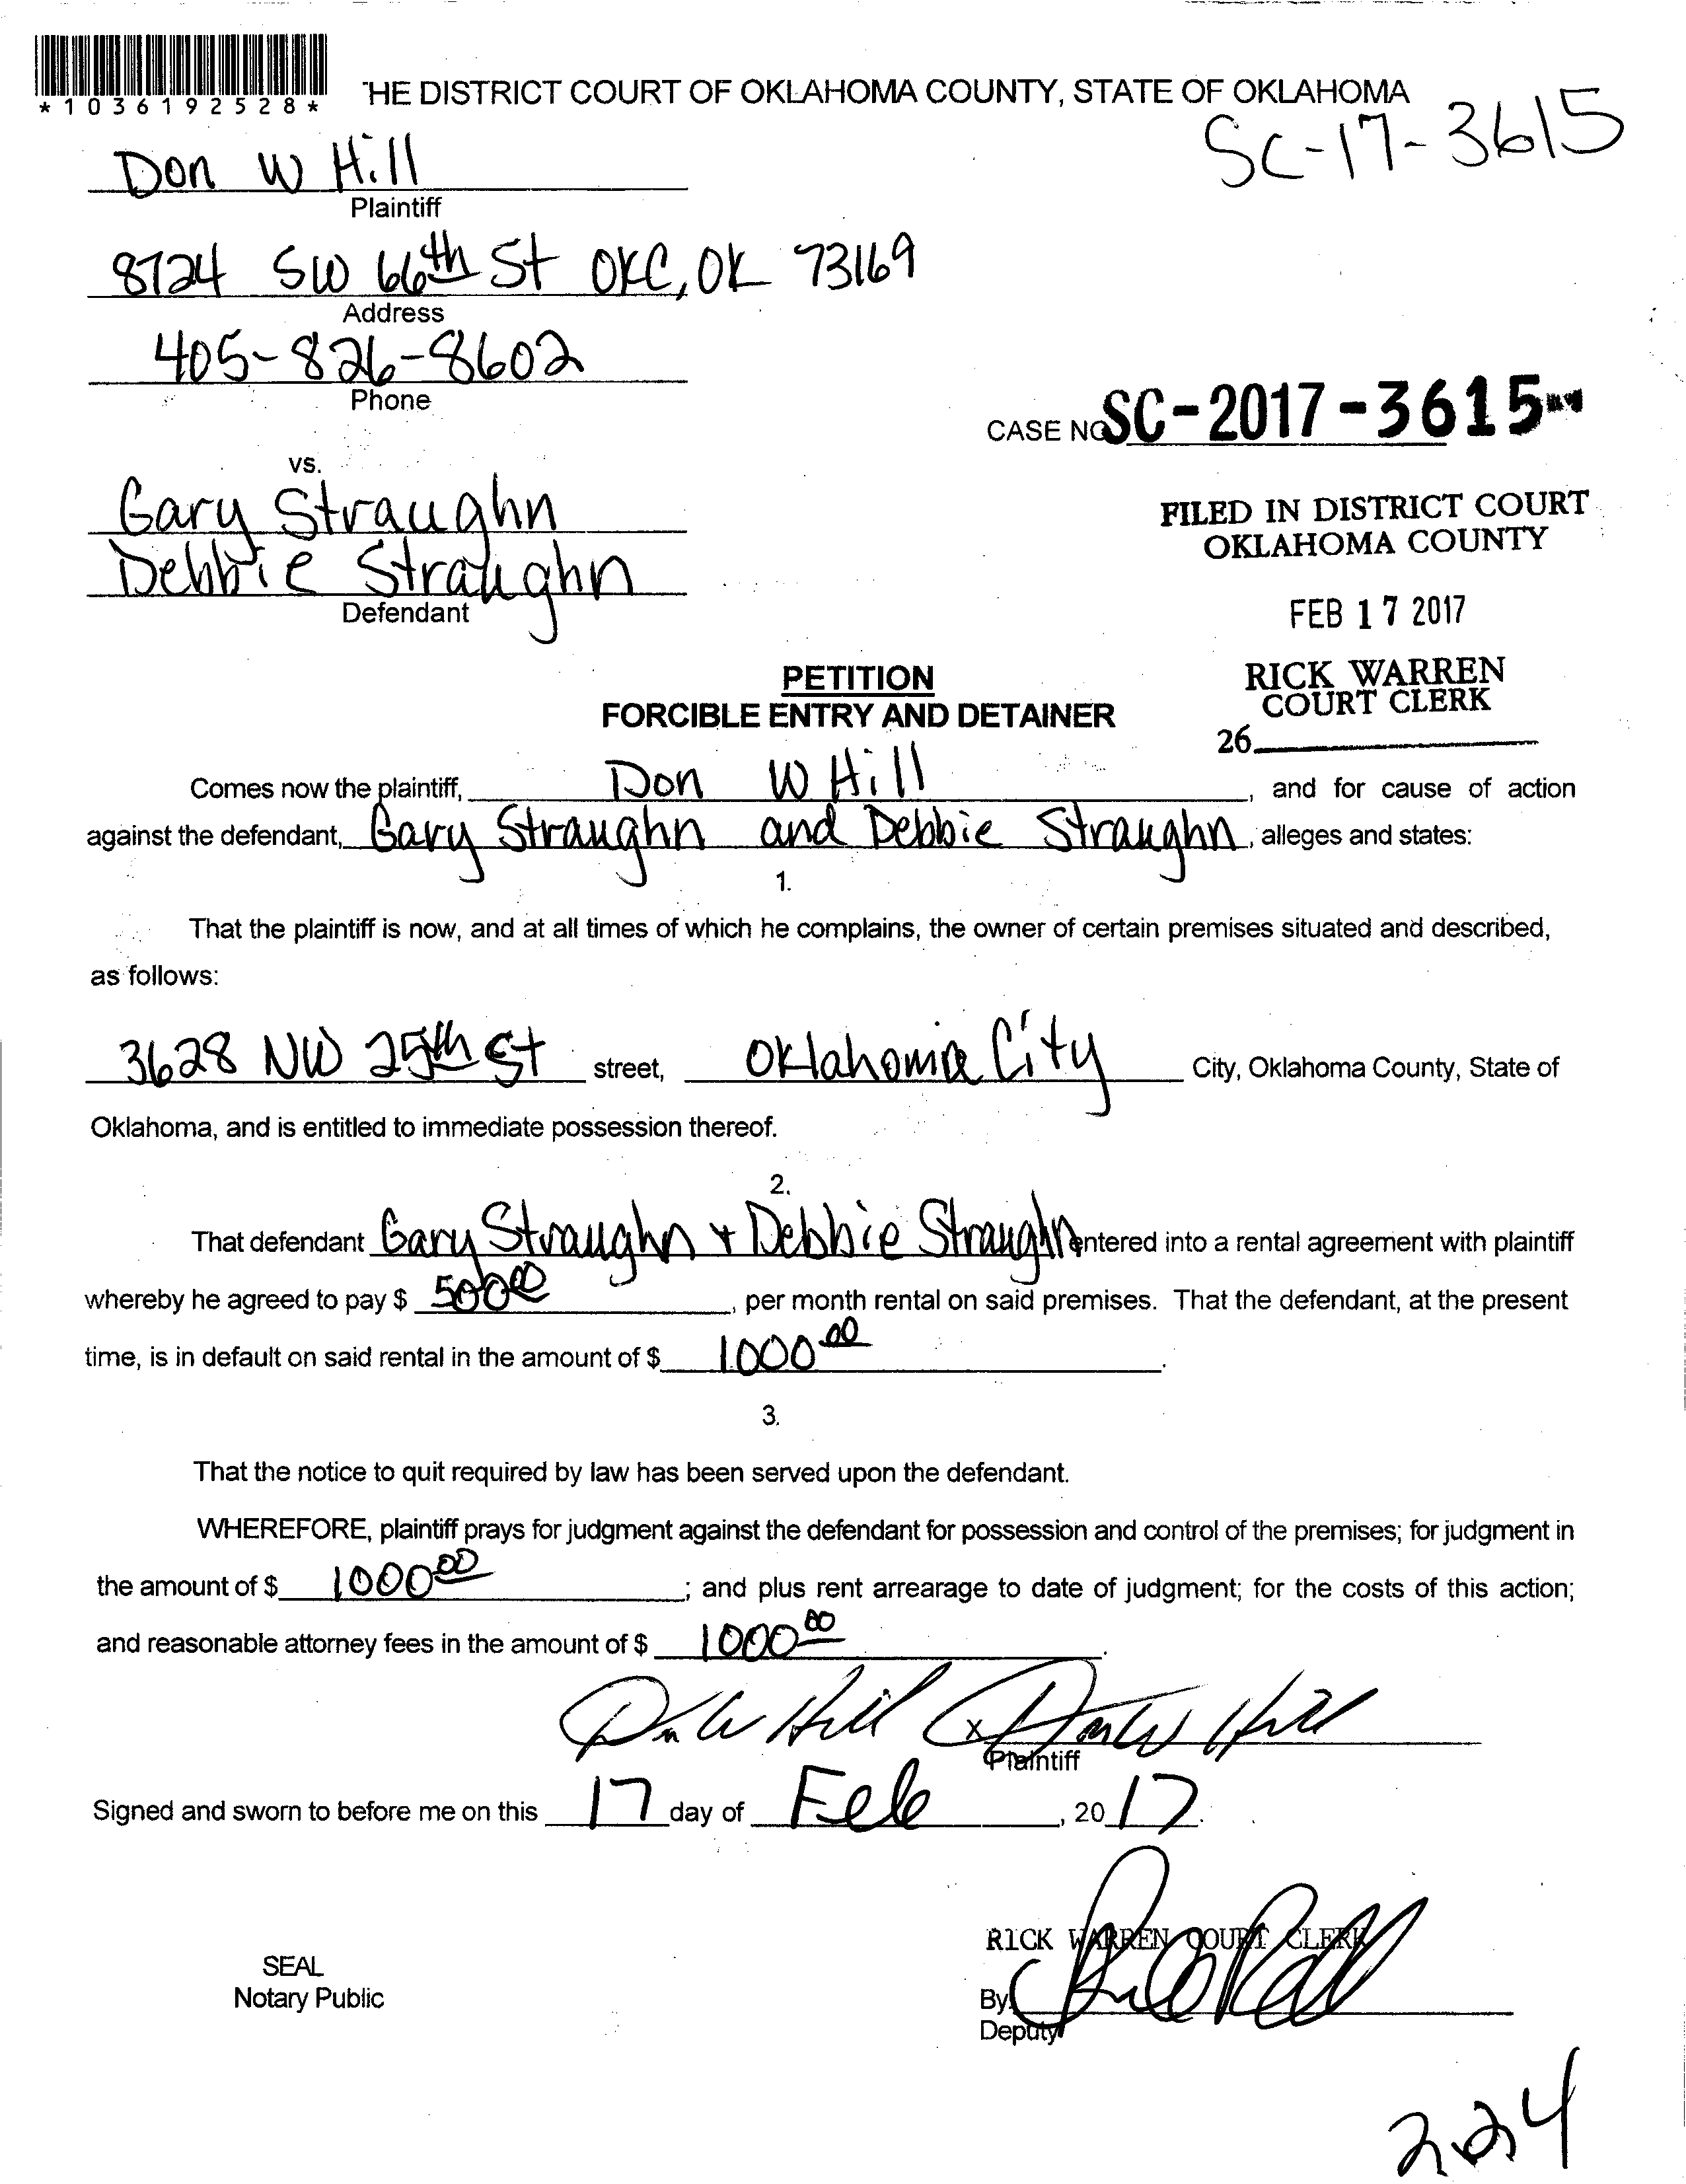 *1036192528*
HE DISTRICT COURT OF OKLAHOMA COUNTY, STATE OF OKLAHOMA
SC-17-3615
Don W Hill
Plaintiff
8724 SW 66th St OKC, OK 73169
Address
405-826-8602
Phone
CASE NO SC-2017-3615
vs.
Gary Straughn
Debbie Straughn
Defendant
FILED IN DISTRICT COURT
OKLAHOMA COUNTY
FEB 17 2017
RICK WARREN
COURT CLERK
26
PETITION
FORCIBLE ENTRY AND DETAINER
Comes now the plaintiff, Don W Hill, and for cause of action
against the defendant, Gary Straughn and Debbie Straughn, alleges and states:
1.
That the plaintiff is now, and at all times of which he complains, the owner of certain premises situated and described,
as follows:
3628 NW 25th St street, Oklahoma City City, Oklahoma County, State of
Oklahoma, and is entitled to immediate possession thereof.
2.
That defendant Gary Straughn + Debbie Straughn entered into a rental agreement with plaintiff
whereby he agreed to pay $ 500.00, per month rental on said premises. That the defendant, at the present
time, is in default on said rental in the amount of $ 1000.00.
3.
That the notice to quit required by law has been served upon the defendant.
WHEREFORE, plaintiff prays for judgment against the defendant for possession and control of the premises; for judgment in
the amount of $ 1000.00; and plus rent arrearage to date of judgment; for the costs of this action;
and reasonable attorney fees in the amount of $ 1000.00.
Don W Hill x Don W Hill
Plaintiff
Signed and sworn to before me on this 17 day of Feb, 2017.
RICK WARREN COURT CLERK
SEAL
Notary Public
By
Deputy
224